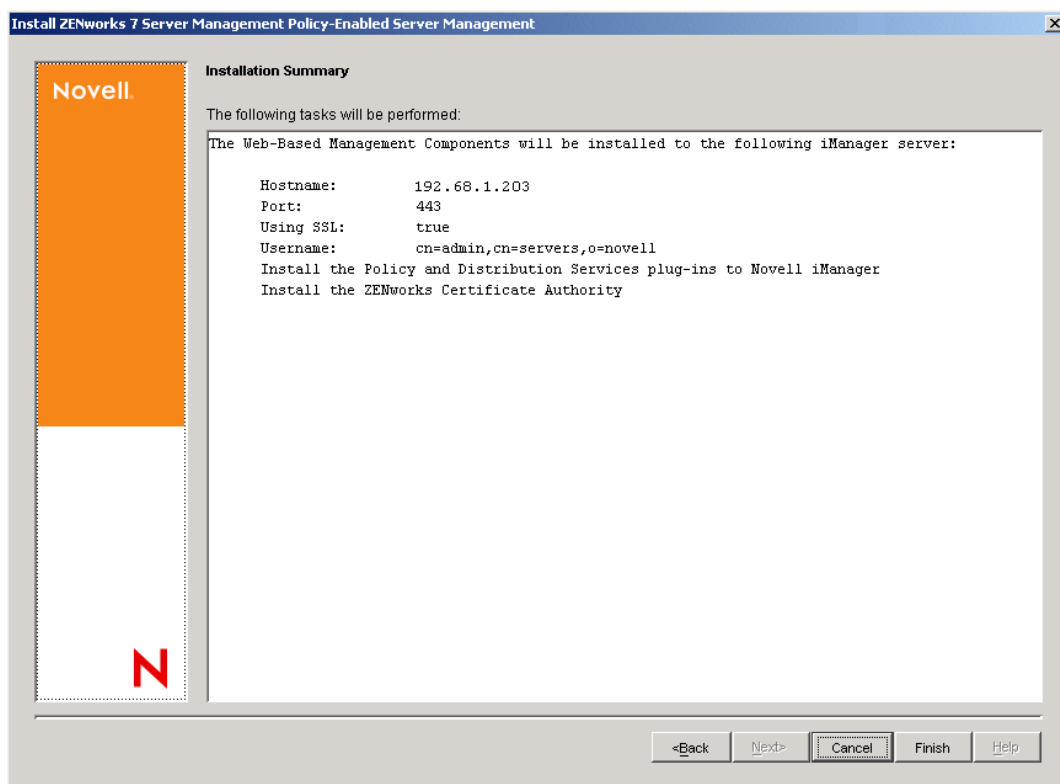 Install ZENworks 7 Server Management Policy-Enabled Server Management
Novell.
Installation Summary
The following tasks will be performed:
The Web-Based Management Components will be installed to the following iManager server:
Hostname: 192.68.1.203
Port: 443
Using SSL: true
Username: cn=admin,cn=servers,o=novell
Install the Policy and Distribution Services plug-ins to Novell iManager
Install the ZENworks Certificate Authority
N
<Back Next> Cancel Finish Help